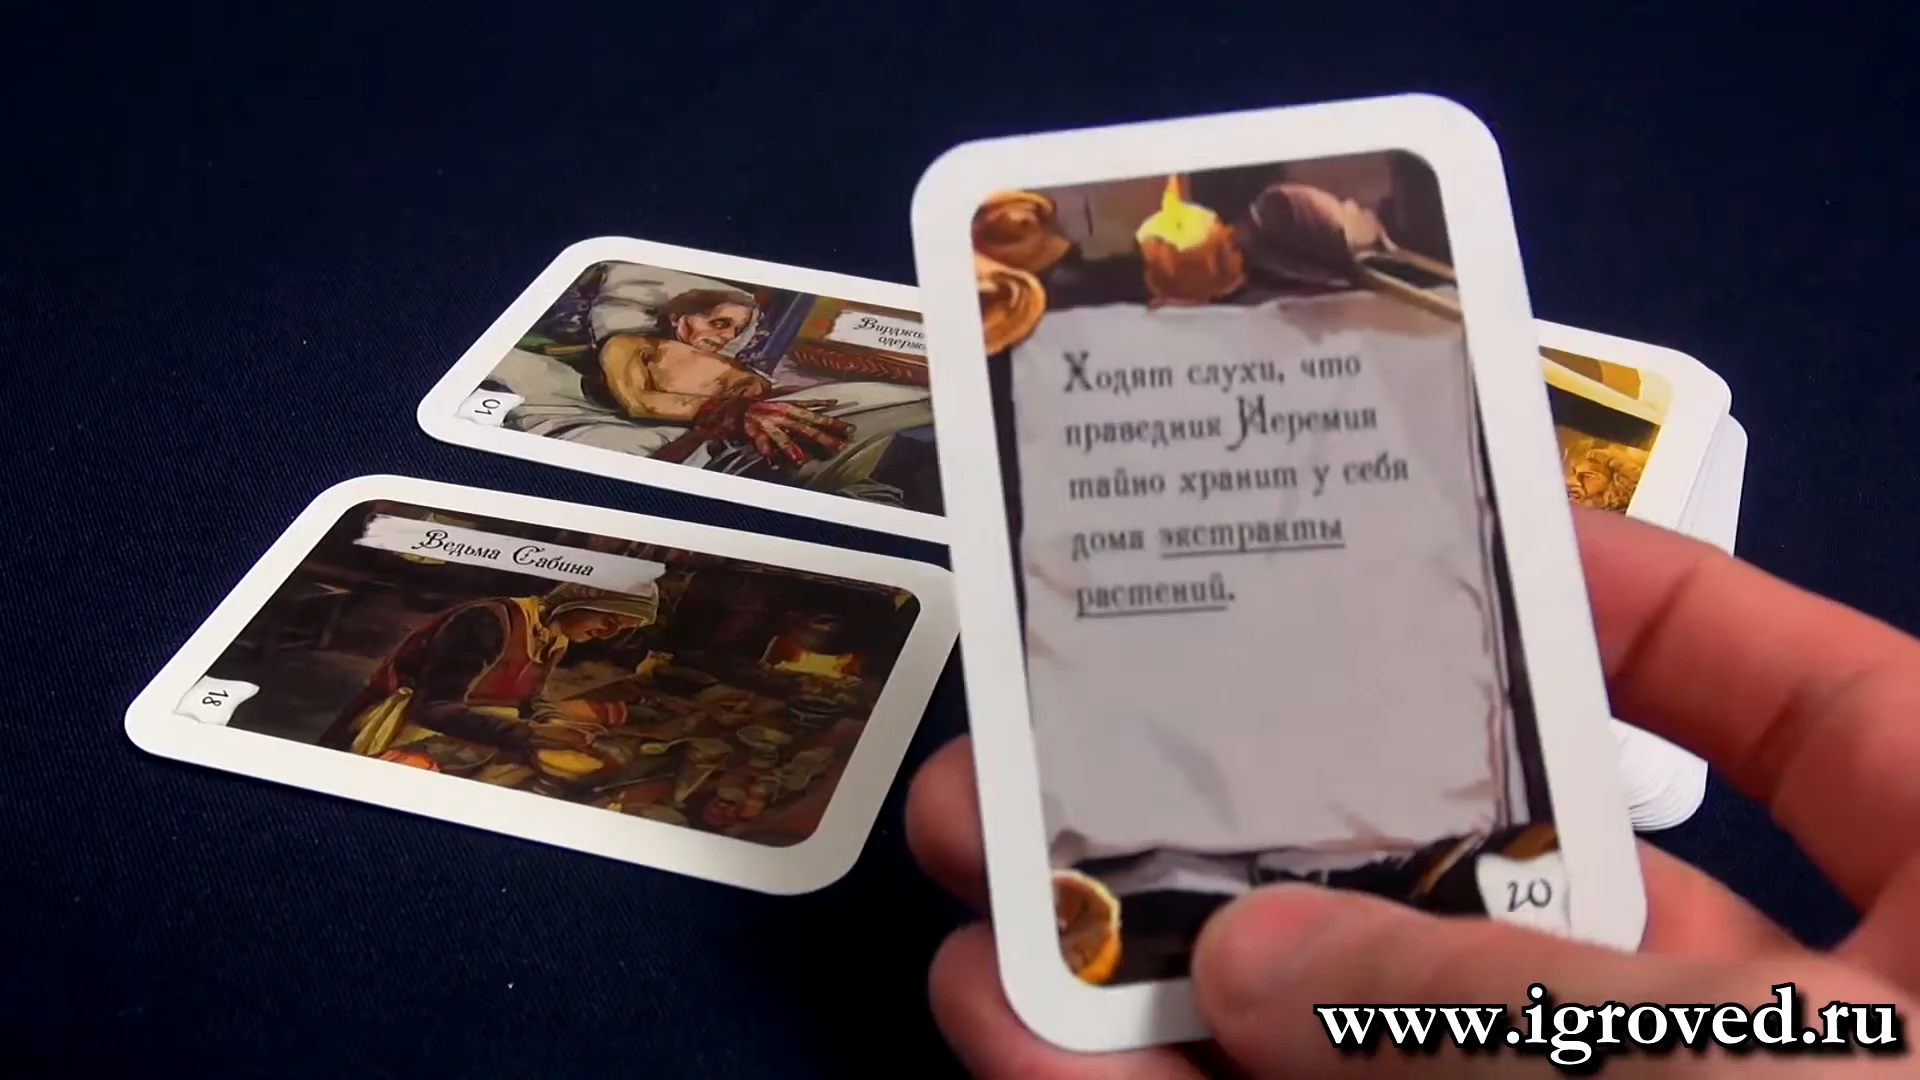 Ходят слухи, что
праведник Иеремия
тайно хранит у себя
дома экстракты
растений.
20
01
Ведьма Сабина
18
www.igroved.ru